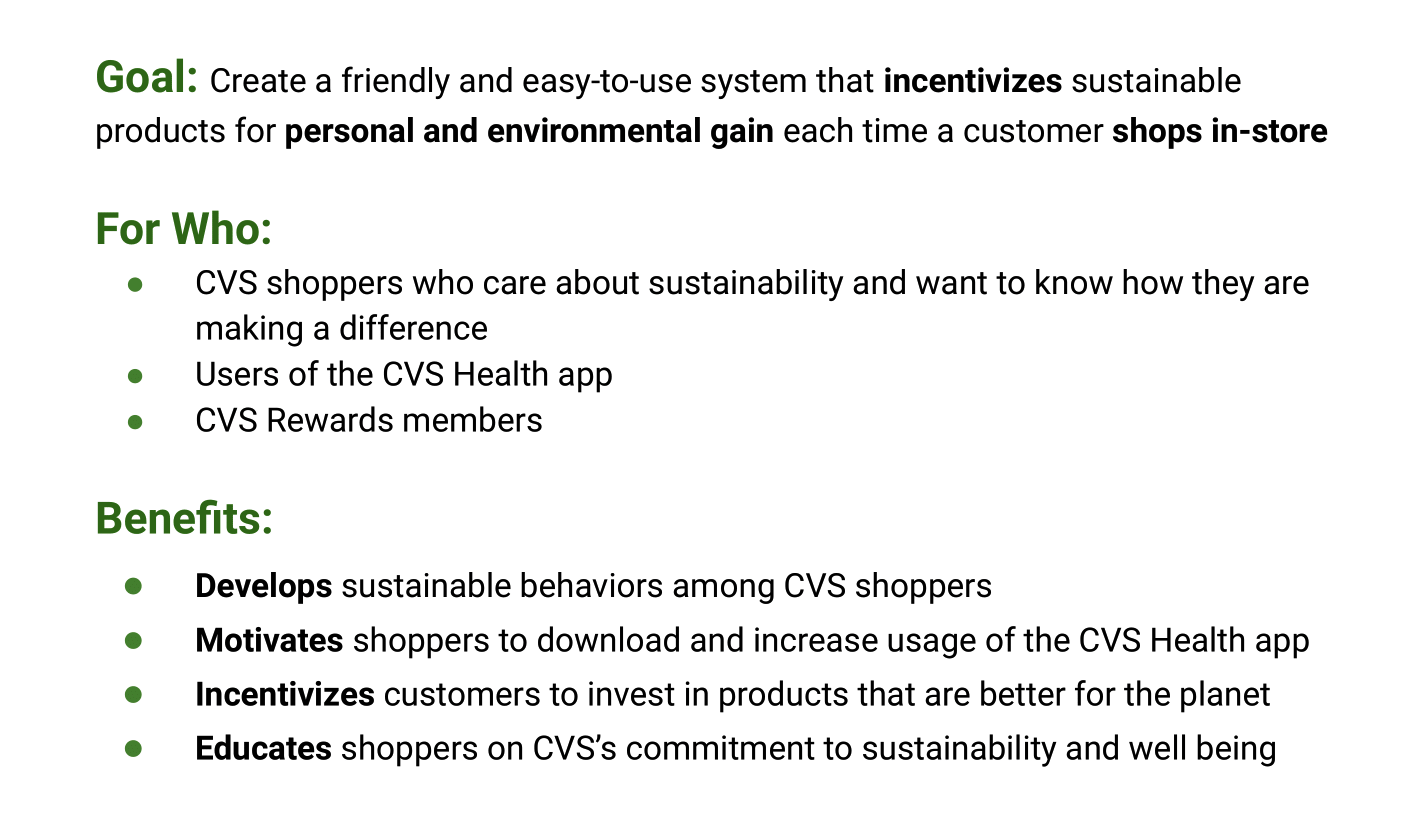 Goal: Create a friendly and easy-to-use system that incentivizes sustainable
products for personal and environmental gain each time a customer shops in-store
For Who:
● CVS shoppers who care about sustainability and want to know how they are
making a difference
● Users of the CVS Health app
● CVS Rewards members
Benefits:
● Develops sustainable behaviors among CVS shoppers
● Motivates shoppers to download and increase usage of the CVS Health app
● Incentivizes customers to invest in products that are better for the planet
● Educates shoppers on CVS’s commitment to sustainability and well being